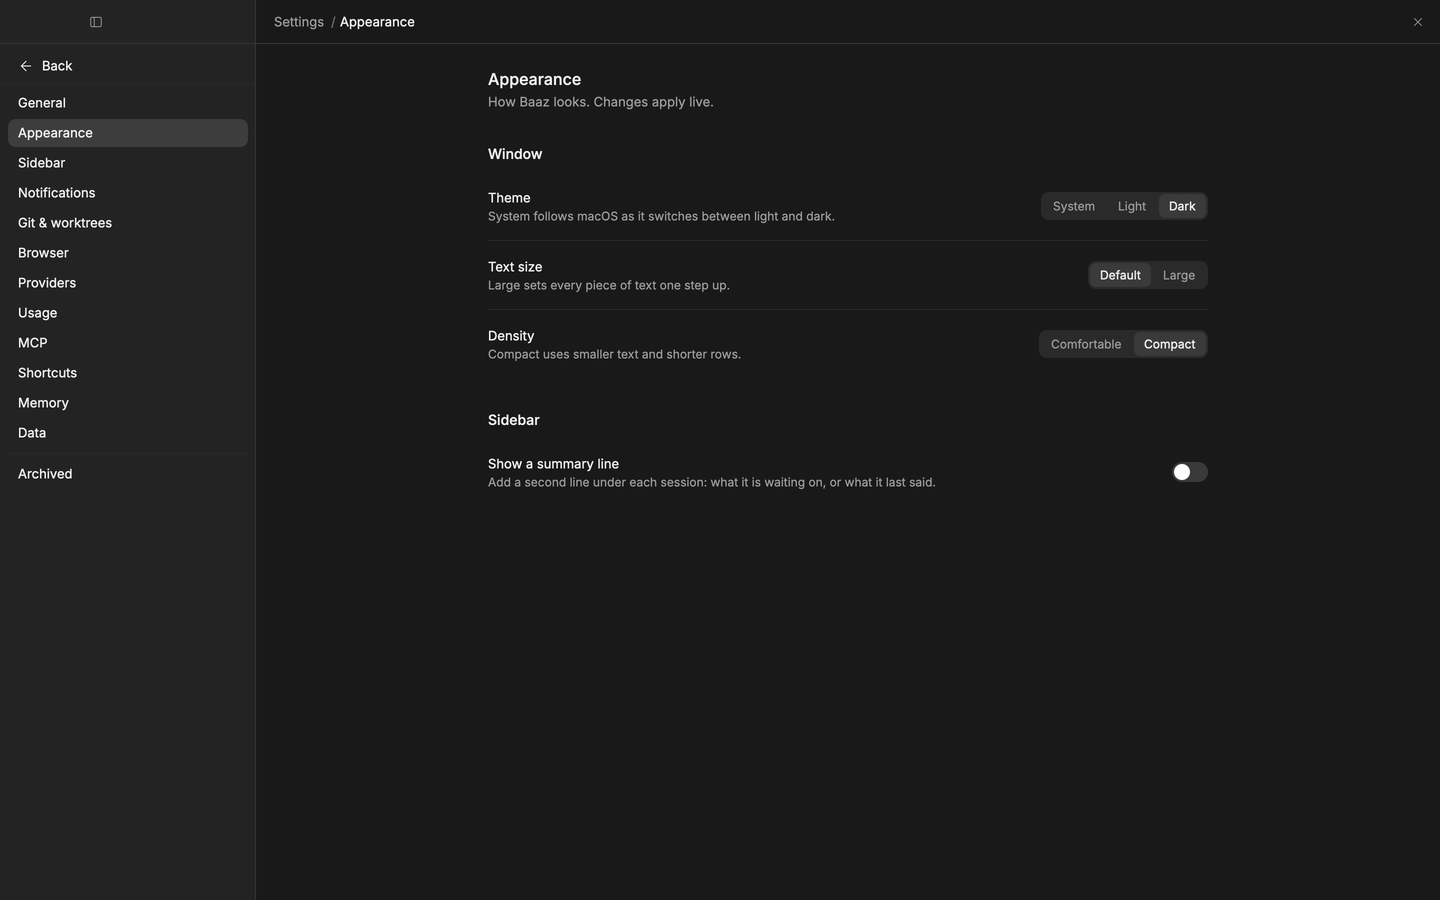 Settings / Appearance
Back
General
Appearance
Sidebar
Notifications
Git & worktrees
Browser
Providers
Usage
MCP
Shortcuts
Memory
Data
Archived
Appearance
How Baaz looks. Changes apply live.
Window
Theme
System follows macOS as it switches between light and dark.
System Light Dark
Text size
Large sets every piece of text one step up.
Default Large
Density
Compact uses smaller text and shorter rows.
Comfortable Compact
Sidebar
Show a summary line
Add a second line under each session: what it is waiting on, or what it last said.